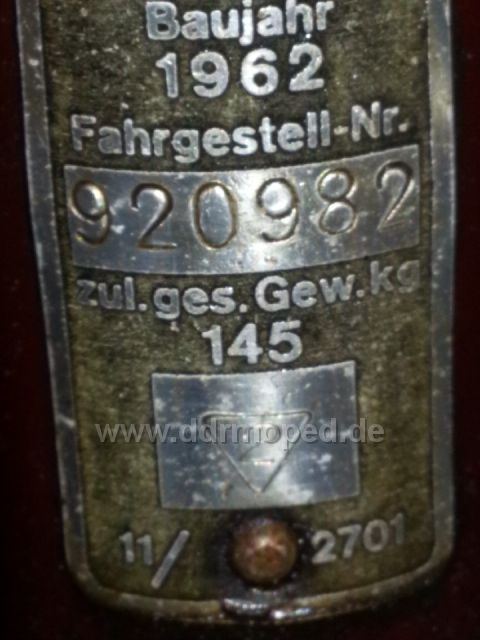 Baujahr
1962
Fahrgestell-Nr.
920982
zul.ges.Gew.kg
145
www.ddrmoped.de
11/ 2701